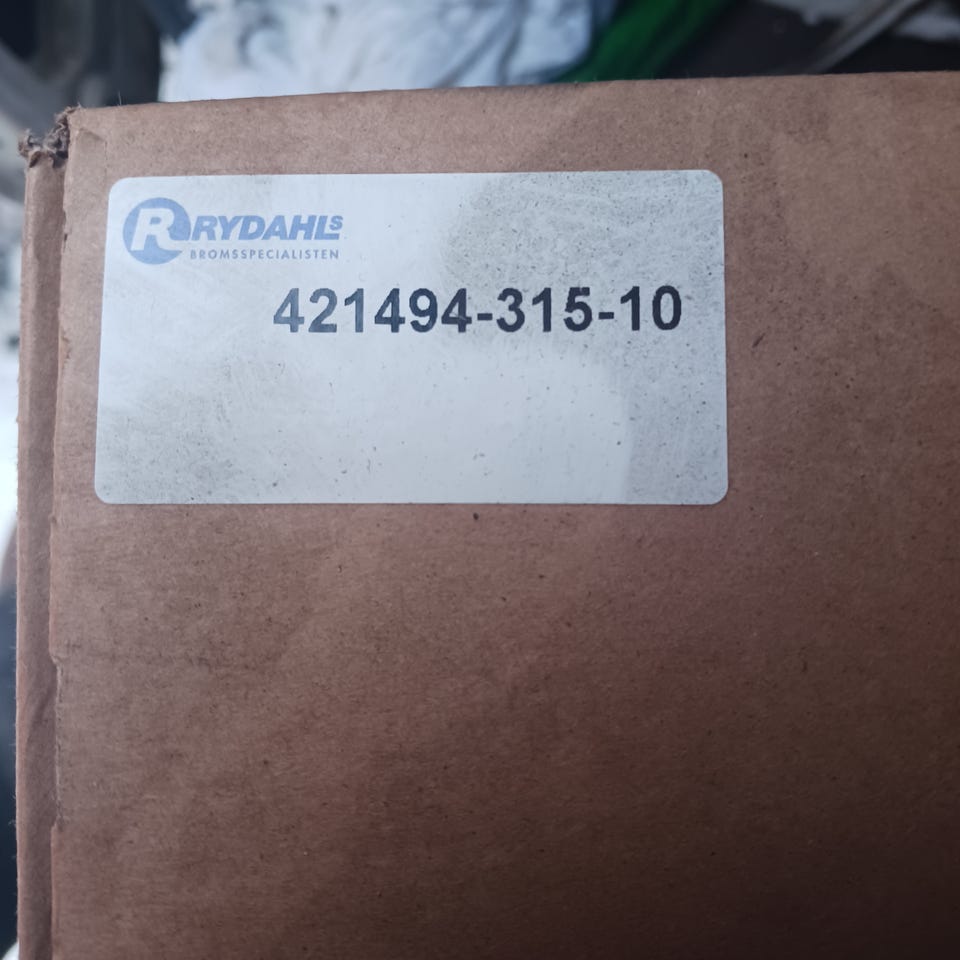 R RYDAHLS
BROMSSPECIALISTEN
421494-315-10